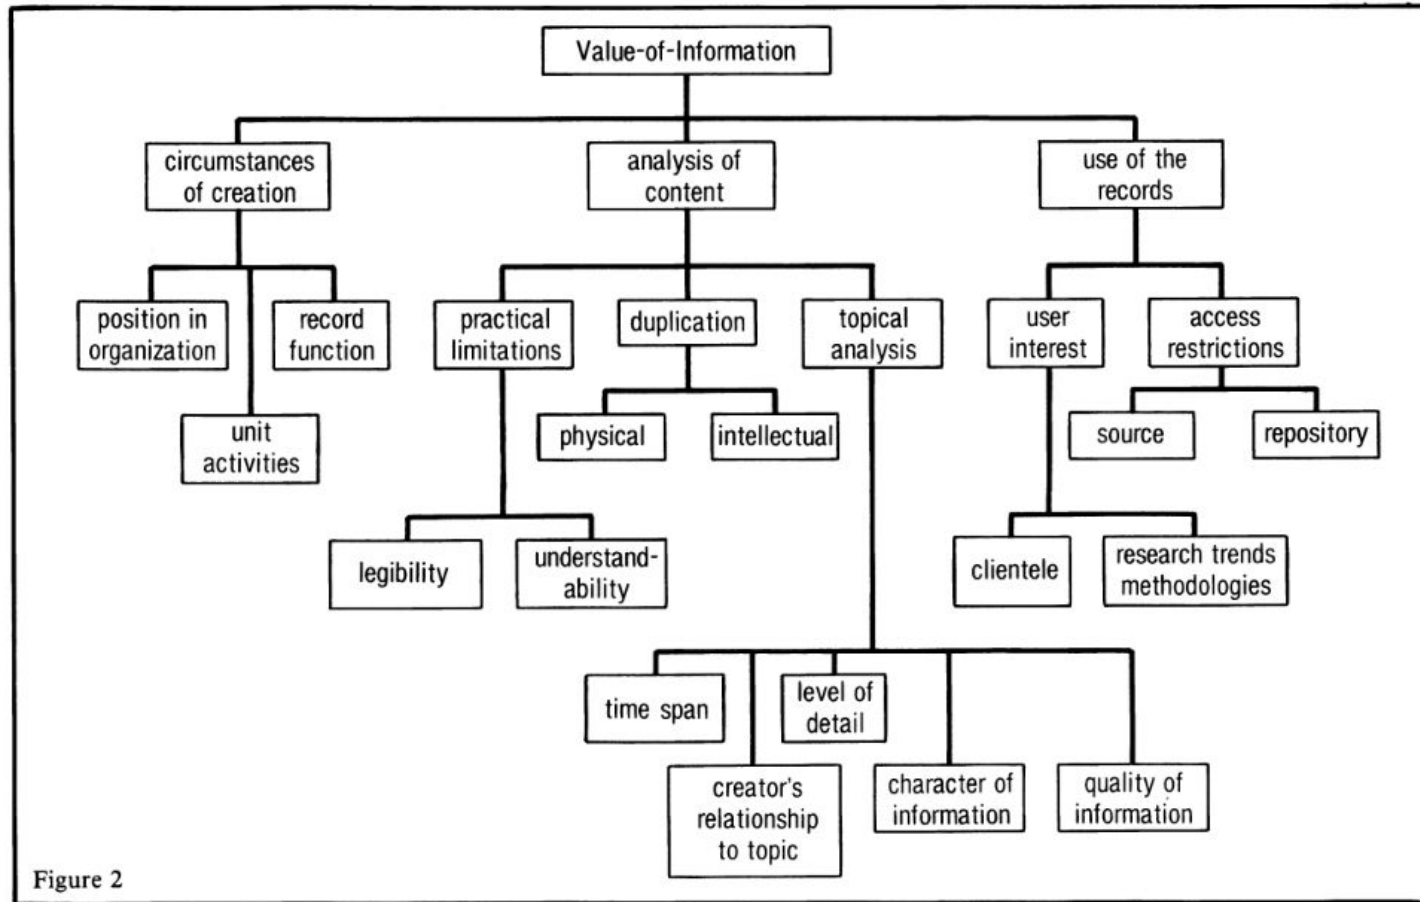 Value-of-Information
circumstances
of creation
analysis of
content
use of the
records
position in
organization
record
function
practical
limitations
duplication
topical
analysis
user
interest
access
restrictions
unit
activities
physical
intellectual
source
repository
legibility
understand-
ability
clientele
research trends
methodologies
time span
level of
detail
creator's
relationship
to topic
character of
information
quality of
information
Figure 2